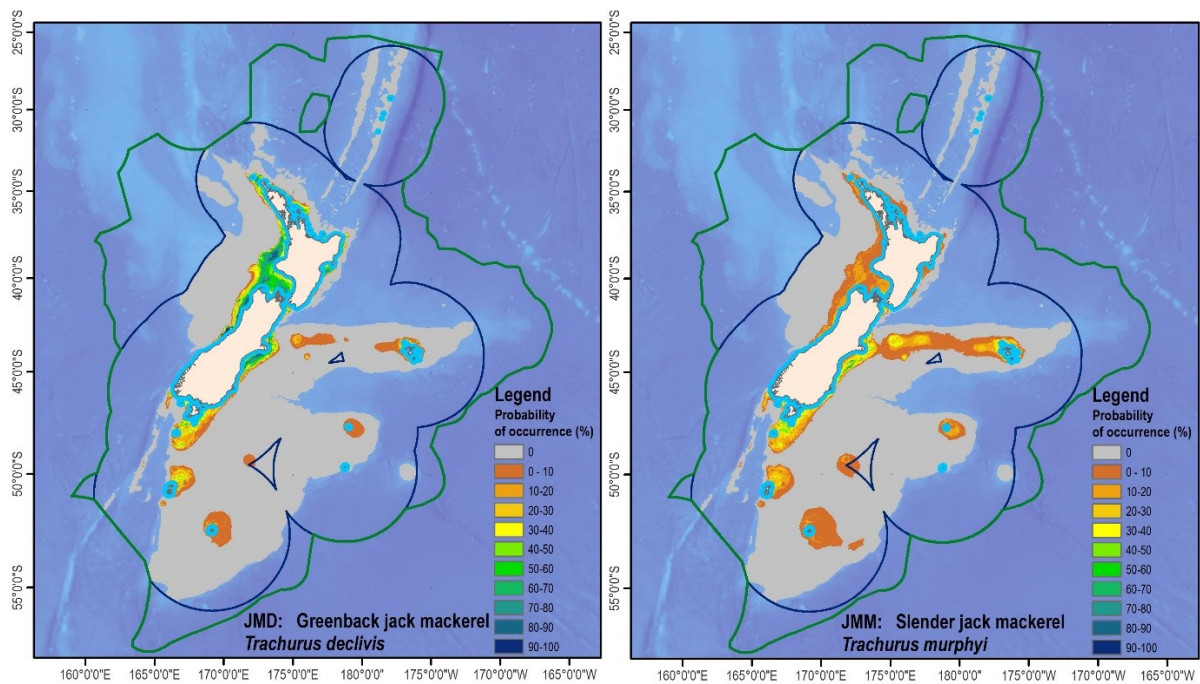 25°0'0"S
30°0'0"S
35°0'0"S
40°0'0"S
45°0'0"S
50°0'0"S
55°0'0"S
Legend
Probability
of occurrence (%)
0
0 - 10
10-20
20-30
30-40
40-50
50-60
60-70
70-80
80-90
90-100
JMD: Greenback jack mackerel
Trachurus declivis
160°0'0"E 165°0'0"E 170°0'0"E 175°0'0"E 180°0'0" 175°0'0"W 170°0'0"W 165°0'0"W
25°0'0"S
30°0'0"S
35°0'0"S
40°0'0"S
45°0'0"S
50°0'0"S
55°0'0"S
Legend
Probability
of occurrence (%)
0
0 - 10
10-20
20-30
30-40
40-50
50-60
60-70
70-80
80-90
90-100
JMM: Slender jack mackerel
Trachurus murphyi
160°0'0"E 165°0'0"E 170°0'0"E 175°0'0"E 180°0'0" 175°0'0"W 170°0'0"W 165°0'0"W